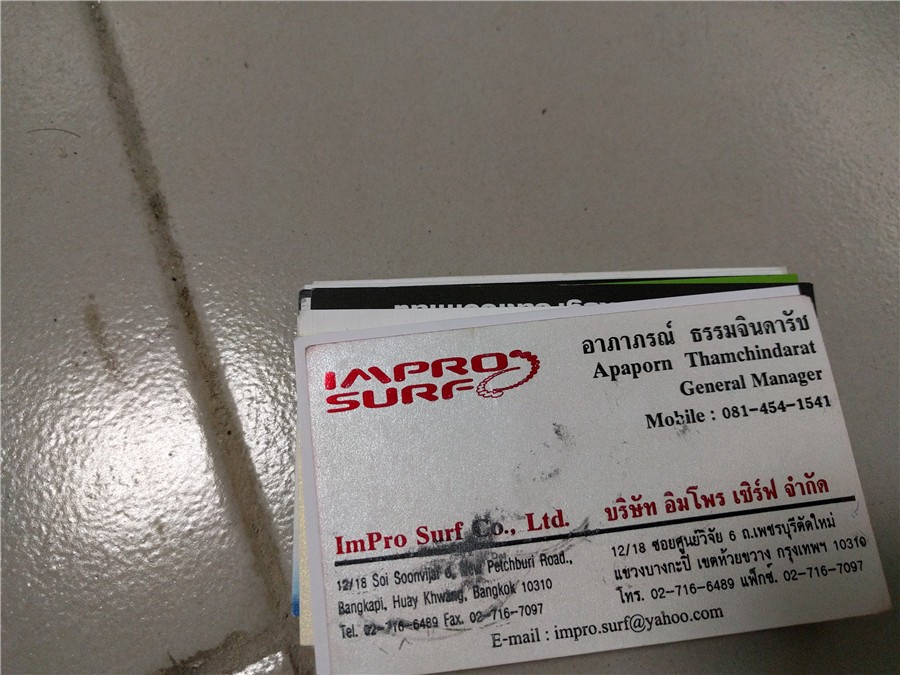 IMPRO
SURF
อาภาภรณ์ ธรรมจินดารัช
Apaporn Thamchindarat
General Manager
Mobile : 081-454-1541
ImPro Surf Co., Ltd.
12/18 Soi Soonvijai 6, New Petchburi Road.,
Bangkapi, Huay Khwang, Bangkok 10310
Tel. 02-716-6489 Fax. 02-716-7097
บริษัท อิมโพร เซิร์ฟ จำกัด
12/18 ซอยศูนย์วิจัย 6 ถ.เพชรบุรีตัดใหม่
แขวงบางกะปิ เขตห้วยขวาง กรุงเทพฯ 10310
โทร. 02-716-6489 แฟ็กซ์. 02-716-7097
E-mail : impro.surf@yahoo.com